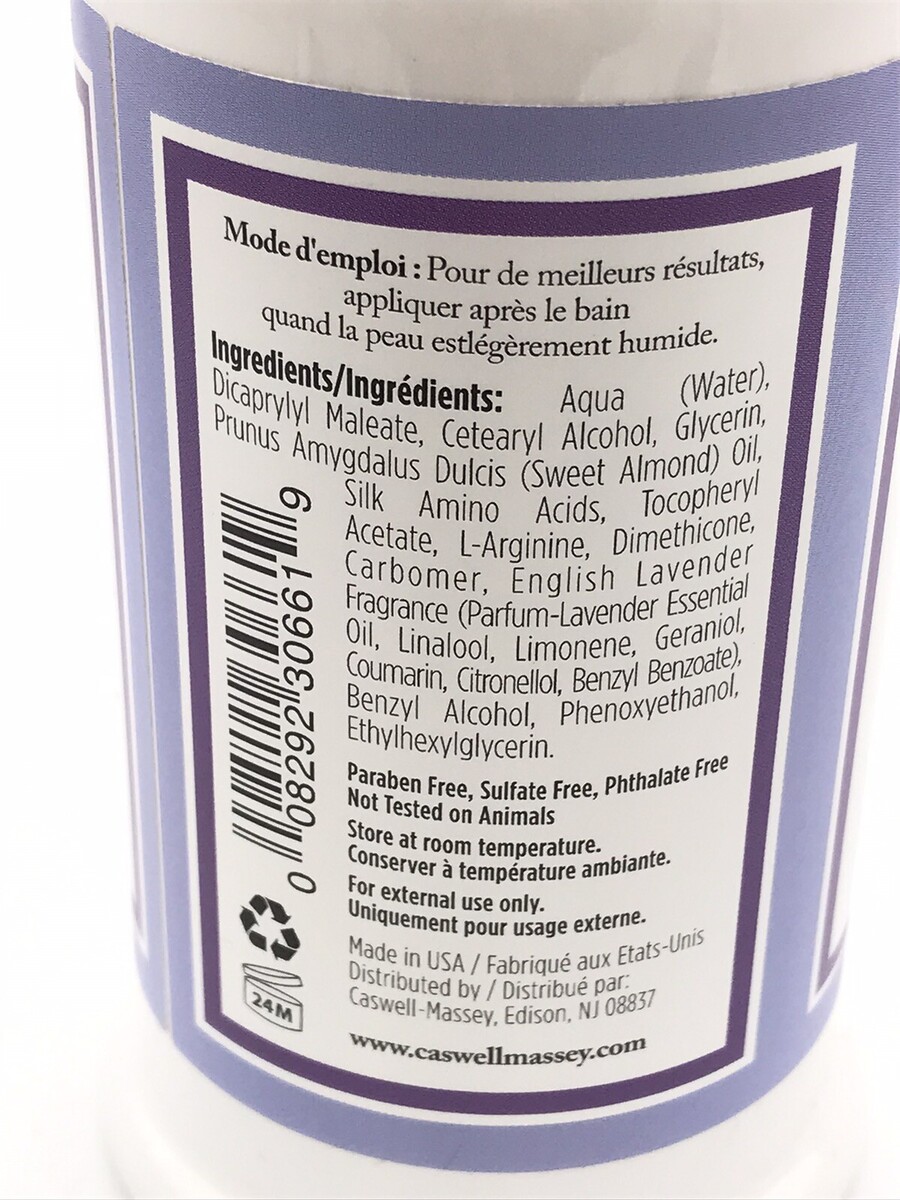 Mode d'emploi : Pour de meilleurs résultats,
appliquer après le bain
quand la peau estlégèrement humide.
Ingredients/Ingrédients: Aqua (Water),
Dicaprylyl Maleate, Cetearyl Alcohol, Glycerin,
Prunus Amygdalus Dulcis (Sweet Almond) Oil,
Silk Amino Acids, Tocopheryl
Acetate, L-Arginine, Dimethicone,
Carbomer, English Lavender
Fragrance (Parfum-Lavender Essential
Oil, Linalool, Limonene, Geraniol,
Coumarin, Citronellol, Benzyl Benzoate),
Benzyl Alcohol, Phenoxyethanol,
Ethylhexylglycerin.
0 08292 30661 9
Paraben Free, Sulfate Free, Phthalate Free
Not Tested on Animals
Store at room temperature.
Conserver à température ambiante.
For external use only.
Uniquement pour usage externe.
24M
Made in USA / Fabriqué aux Etats-Unis
Distributed by / Distribué par:
Caswell-Massey, Edison, NJ 08837
www.caswellmassey.com